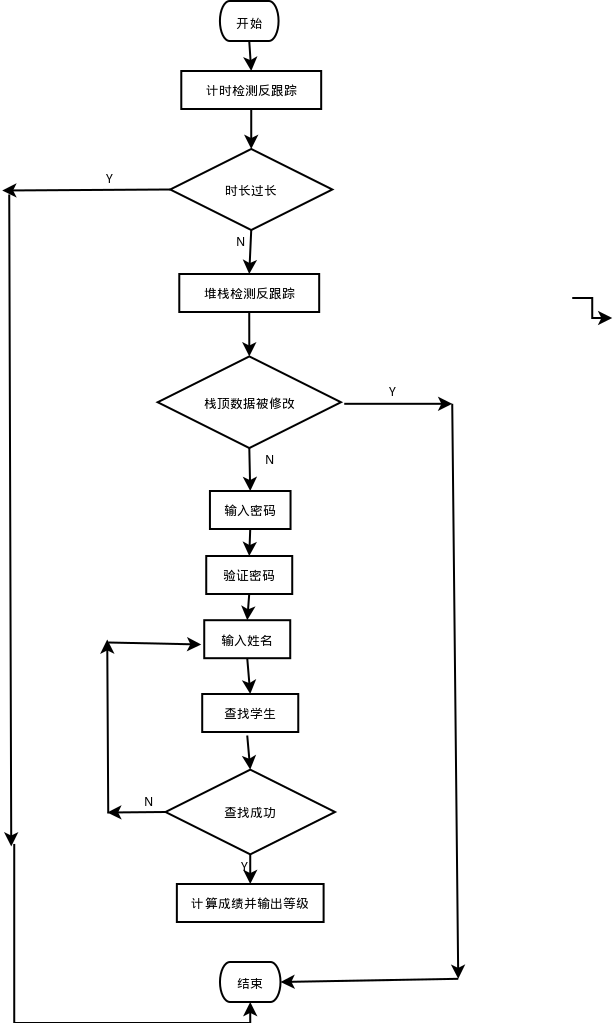 开始
计时检测反跟踪
时长过长
Y
N
堆栈检测反跟踪
栈顶数据被修改
Y
N
输入密码
验证密码
输入姓名
查找学生
查找成功
N
Y
计算成绩并输出等级
结束